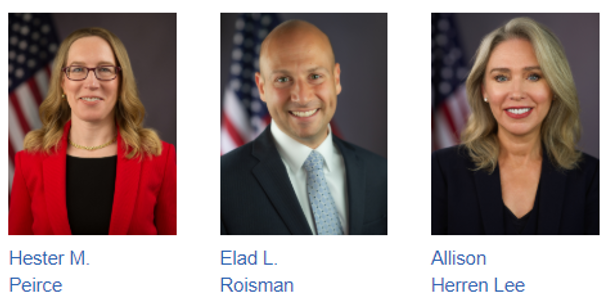 Hester M.
Peirce
Elad L.
Roisman
Allison
Herren Lee